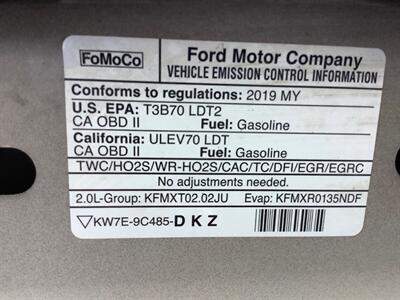 FoMoCo
Ford Motor Company
VEHICLE EMISSION CONTROL INFORMATION
Conforms to regulations: 2019 MY
U.S. EPA: T3B70 LDT2
CA OBD II Fuel: Gasoline
California: ULEV70 LDT
CA OBD II Fuel: Gasoline
TWC/HO2S/WR-HO2S/CAC/TC/DFI/EGR/EGRC
No adjustments needed.
2.0L-Group: KFMXT02.02JU Evap: KFMXR0135NDF
KW7E-9C485-DKZ